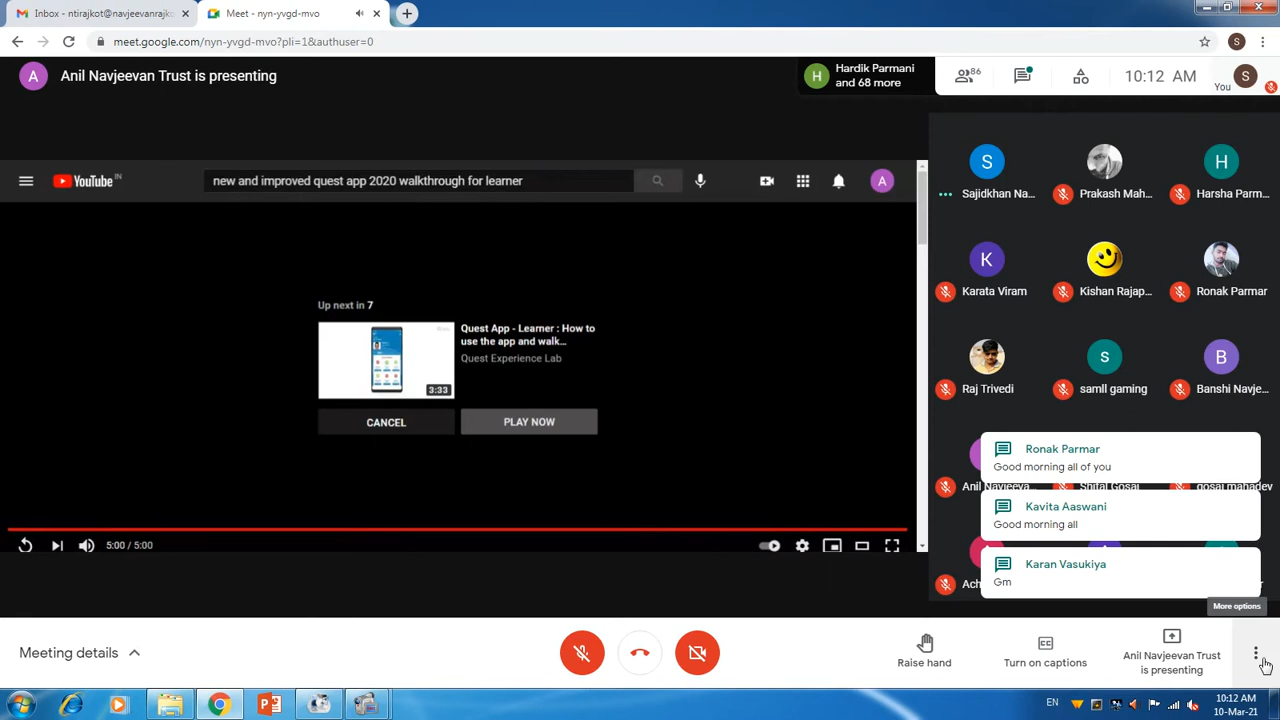 Inbox - ntirajkot@navjeevanrajko
Meet - nyn-yvgd-mvo
meet.google.com/nyn-yvgd-mvo?pli=1&authuser=0
S
A
Anil Navjeevan Trust is presenting
H
Hardik Parmani
and 68 more
86
10:12 AM
You
S
YouTube IN
new and improved quest app 2020 walkthrough for learner
A
Up next in 7
Quest App - Learner : How to
use the app and walk...
Quest Experience Lab
3:33
CANCEL
PLAY NOW
5:00 / 5:00
S
H
Sajidkhan Na...
Prakash Mah...
Harsha Parm...
K
Karata Viram
Kishan Rajap...
Ronak Parmar
s
B
Raj Trivedi
samll gaming
Banshi Navje...
Ronak Parmar
Good morning all of you
Anil Navjeeva...
Shital Gosai
gosai mahadev
Kavita Aaswani
Good morning all
Karan Vasukiya
Gm
Ach
More options
Meeting details
Raise hand
Turn on captions
Anil Navjeevan Trust
is presenting
EN
10:12 AM
10-Mar-21